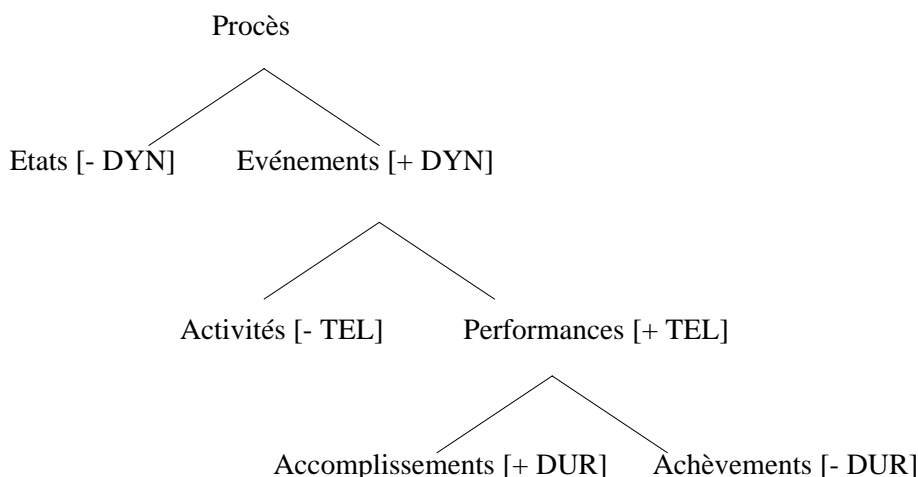 Procès
Etats [- DYN] Evénements [+ DYN]
Activités [- TEL] Performances [+ TEL]
Accomplissements [+ DUR] Achèvements [- DUR]